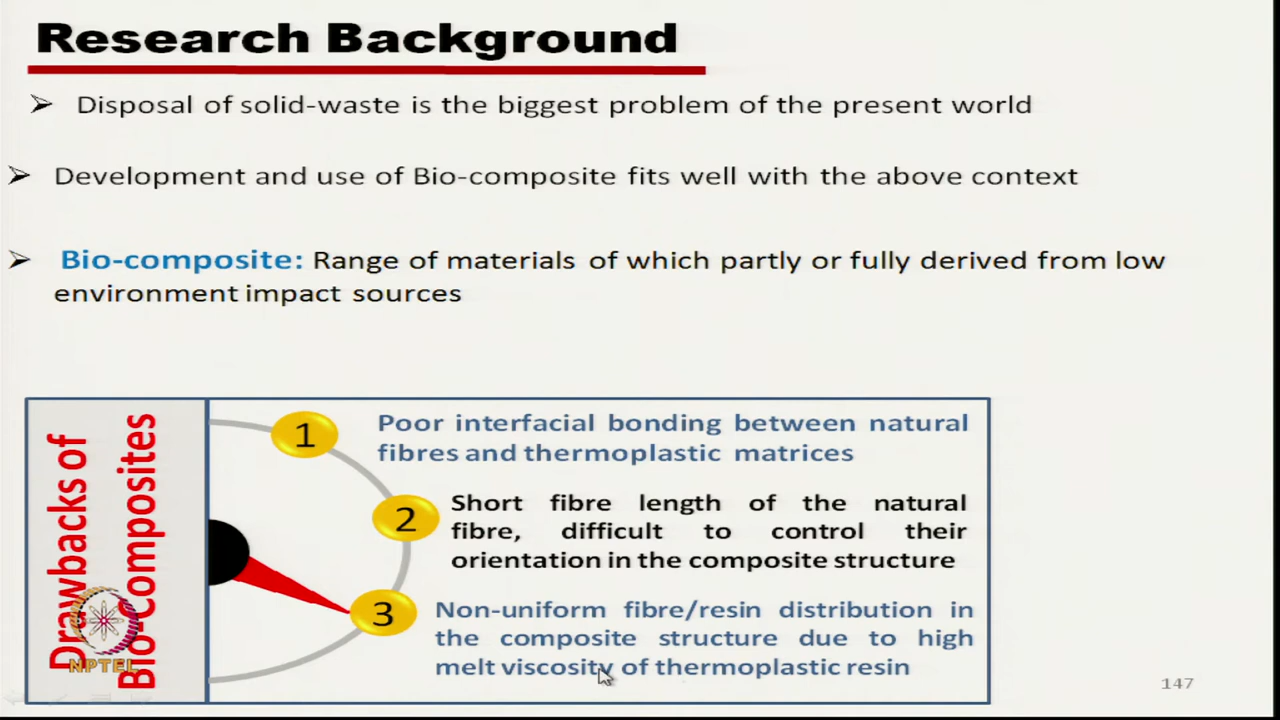 Research Background
Disposal of solid-waste is the biggest problem of the present world
Development and use of Bio-composite fits well with the above context
Bio-composite: Range of materials of which partly or fully derived from low
environment impact sources
Drawbacks of
Bio-Composites
1
Poor interfacial bonding between natural
fibres and thermoplastic matrices
2
Short fibre length of the natural
fibre, difficult to control their
orientation in the composite structure
3
Non-uniform fibre/resin distribution in
the composite structure due to high
melt viscosity of thermoplastic resin
NPTEL
147